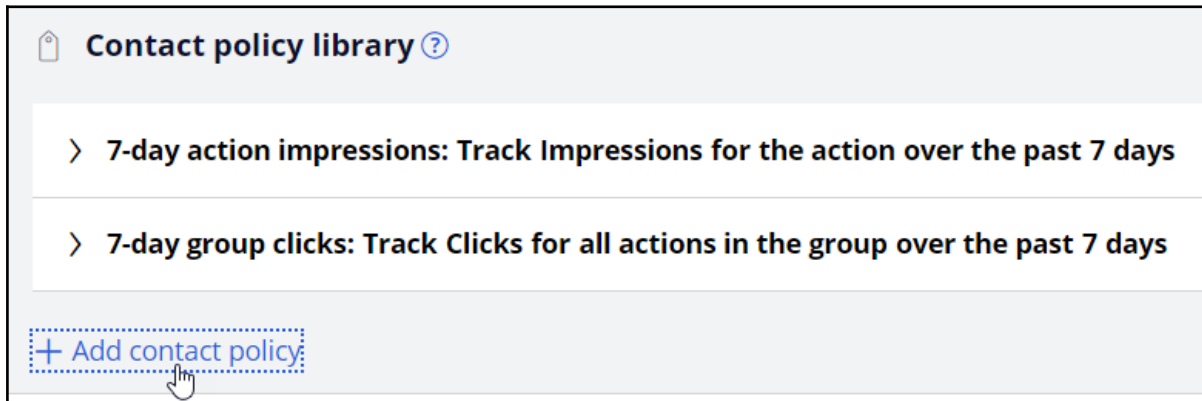 Contact policy library ?
7-day action impressions: Track Impressions for the action over the past 7 days
7-day group clicks: Track Clicks for all actions in the group over the past 7 days
+ Add contact policy